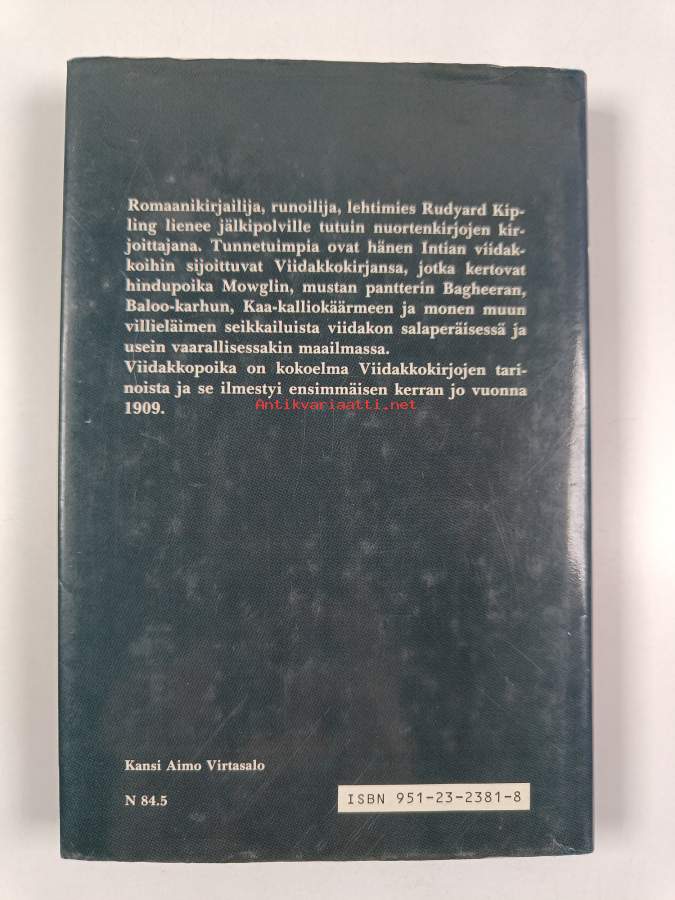 Romaanikirjailija, runoilija, lehtimies Rudyard Kip-
ling lienee jälkipolville tutuin nuortenkirjojen kir-
joittajana. Tunnetuimpia ovat hänen Intian viidak-
koihin sijoittuvat Viidakkokirjansa, jotka kertovat
hindupoika Mowglin, mustan pantterin Bagheeran,
Baloo-karhun, Kaa-kalliokäärmeen ja monen muun
villieläimen seikkailuista viidakon salaperäisessä ja
usein vaarallisessakin maailmassa.
Viidakkopoika on kokoelma Viidakkokirjojen tari-
noista ja se ilmestyi ensimmäisen kerran jo vuonna
1909.
Antikvariaatti.net
Kansi Aimo Virtasalo
N 84.5
ISBN 951-23-2381-8